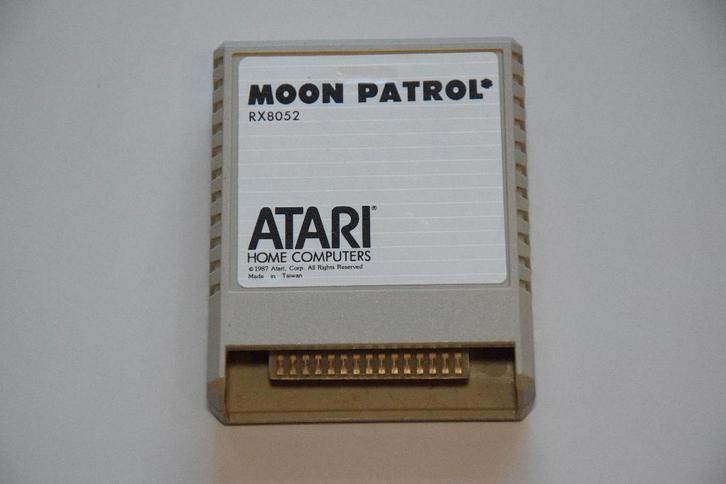 MOON PATROL*
RX8052
ATARI®
HOME COMPUTERS
©1987 Atari, Corp. All Rights Reserved
Made in Taiwan